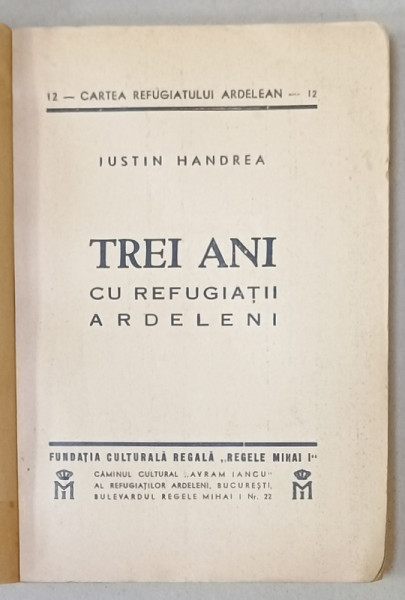 12 — CARTEA REFUGIATULUI ARDELEAN — 12
IUSTIN HANDREA
TREI ANI
CU REFUGIAȚII
ARDELENI
FUNDAȚIA CULTURALĂ REGALĂ „REGELE MIHAI I“
CĂMINUL CULTURAL „AVRAM IANCU“
AL REFUGIAȚILOR ARDELENI, BUCUREȘTI,
BULEVARDUL REGELE MIHAI I Nr. 22